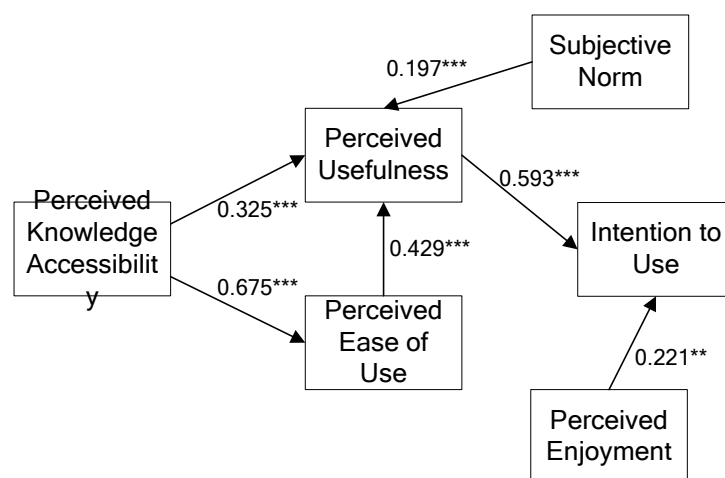 Subjective
Norm
0.197***
Perceived
Usefulness
0.593***
Perceived
Knowledge
Accessibilit
y
0.325***
Intention to
Use
0.429***
0.675***
Perceived
Ease of
Use
0.221**
Perceived
Enjoyment